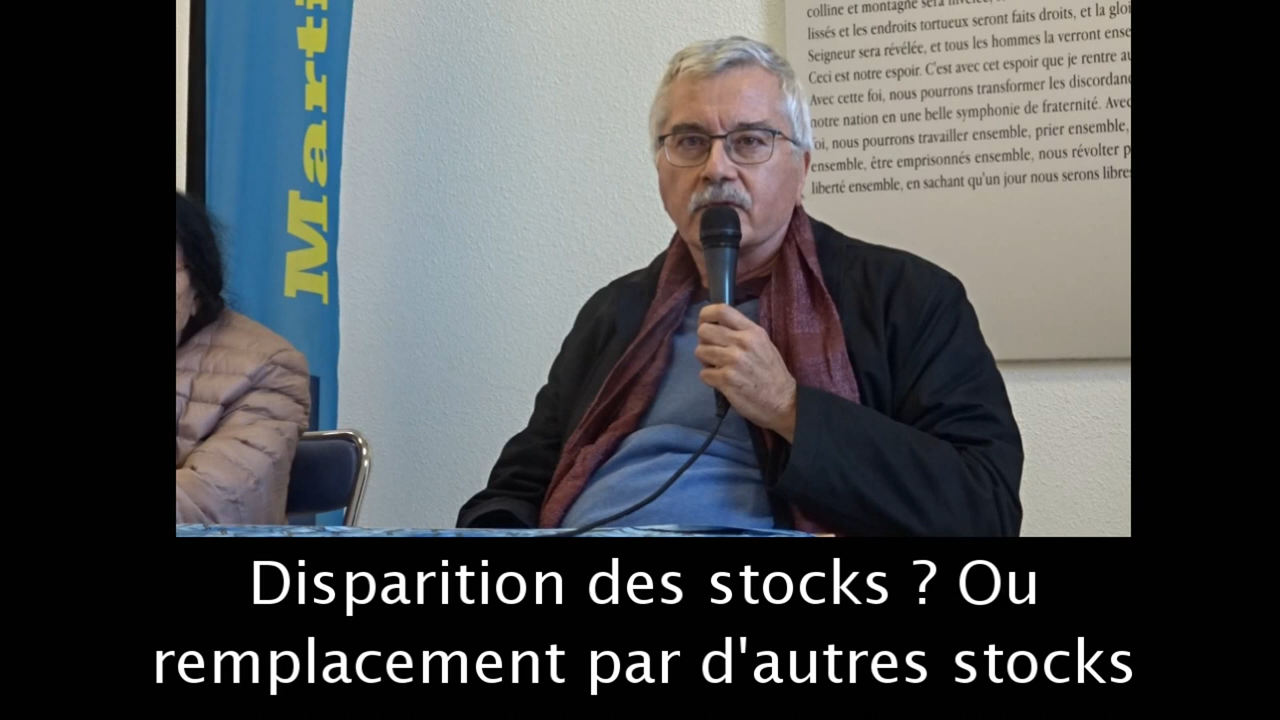 Marti
colline et montagne sera
lissés et les endroits tortueux seront faits droits, et la gloi
Seigneur sera révélée, et tous les hommes la verront ense
Ceci est notre espoir. C'est avec cet espoir que je rentre au
Avec cette foi, nous pourrons transformer les discordanc
notre nation en une belle symphonie de fraternité. Avec
foi, nous pourrons travailler ensemble, prier ensemble,
ensemble, être emprisonnés ensemble, nous révolter p
liberté ensemble, en sachant qu'un jour nous serons libres
Disparition des stocks ? Ou
remplacement par d'autres stocks